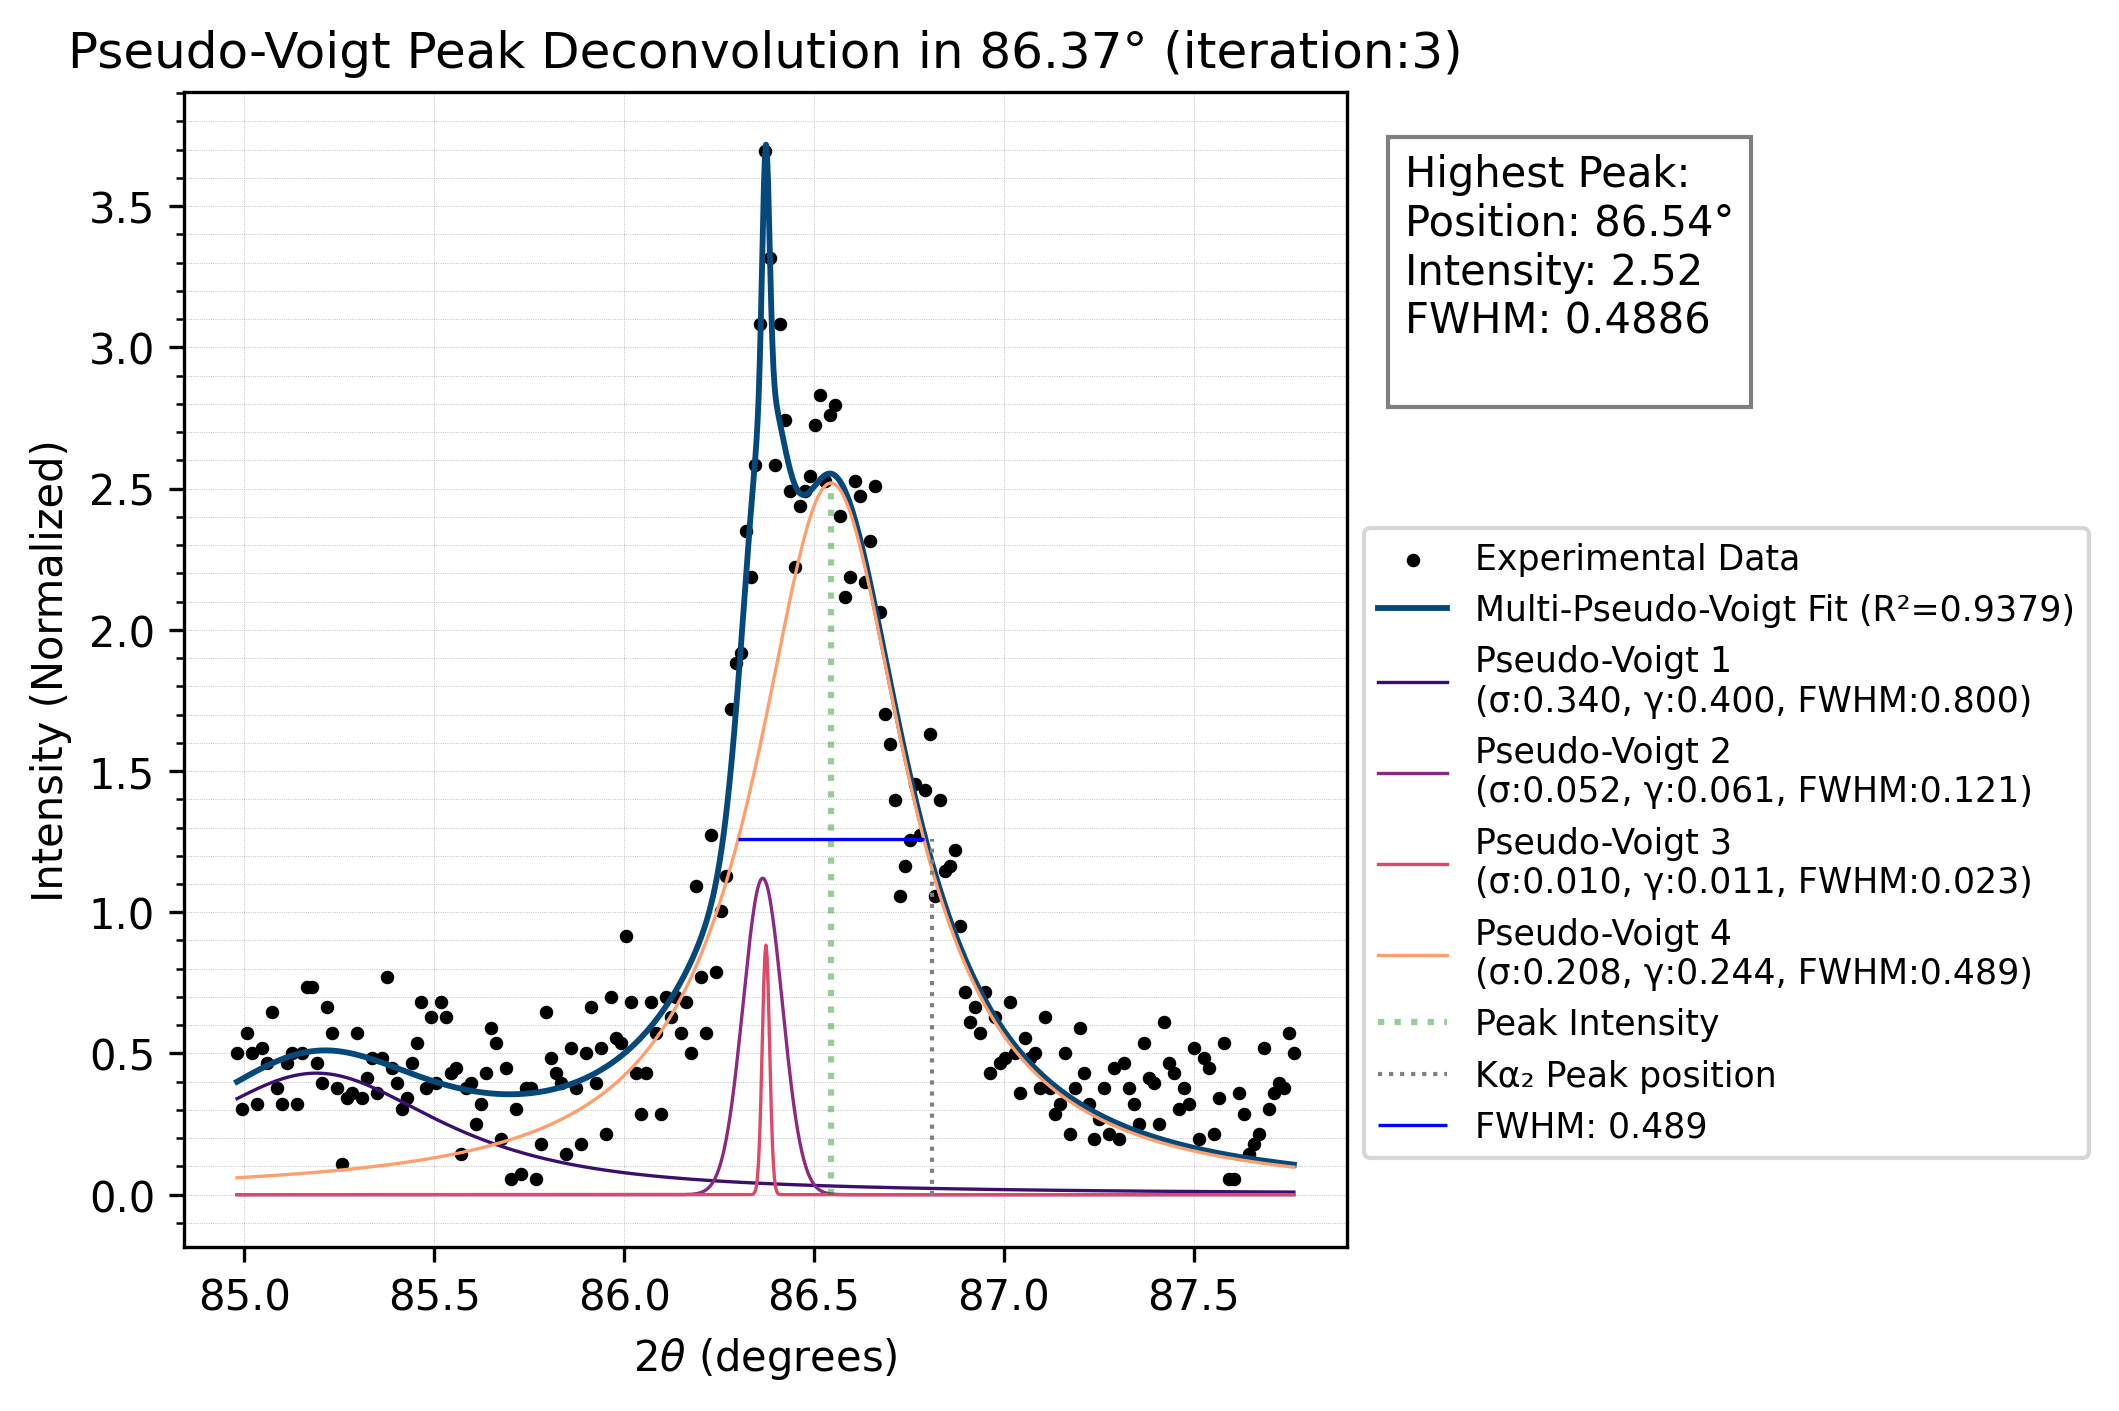 Pseudo-Voigt Peak Deconvolution in 86.37° (iteration:3)
Intensity (Normalized)
3.5
3.0
2.5
2.0
1.5
1.0
0.5
0.0
85.0 85.5 86.0 86.5 87.0 87.5
2θ (degrees)
Highest Peak:
Position: 86.54°
Intensity: 2.52
FWHM: 0.4886
Experimental Data
Multi-Pseudo-Voigt Fit (R²=0.9379)
Pseudo-Voigt 1
(σ:0.340, γ:0.400, FWHM:0.800)
Pseudo-Voigt 2
(σ:0.052, γ:0.061, FWHM:0.121)
Pseudo-Voigt 3
(σ:0.010, γ:0.011, FWHM:0.023)
Pseudo-Voigt 4
(σ:0.208, γ:0.244, FWHM:0.489)
Peak Intensity
Kα₂ Peak position
FWHM: 0.489